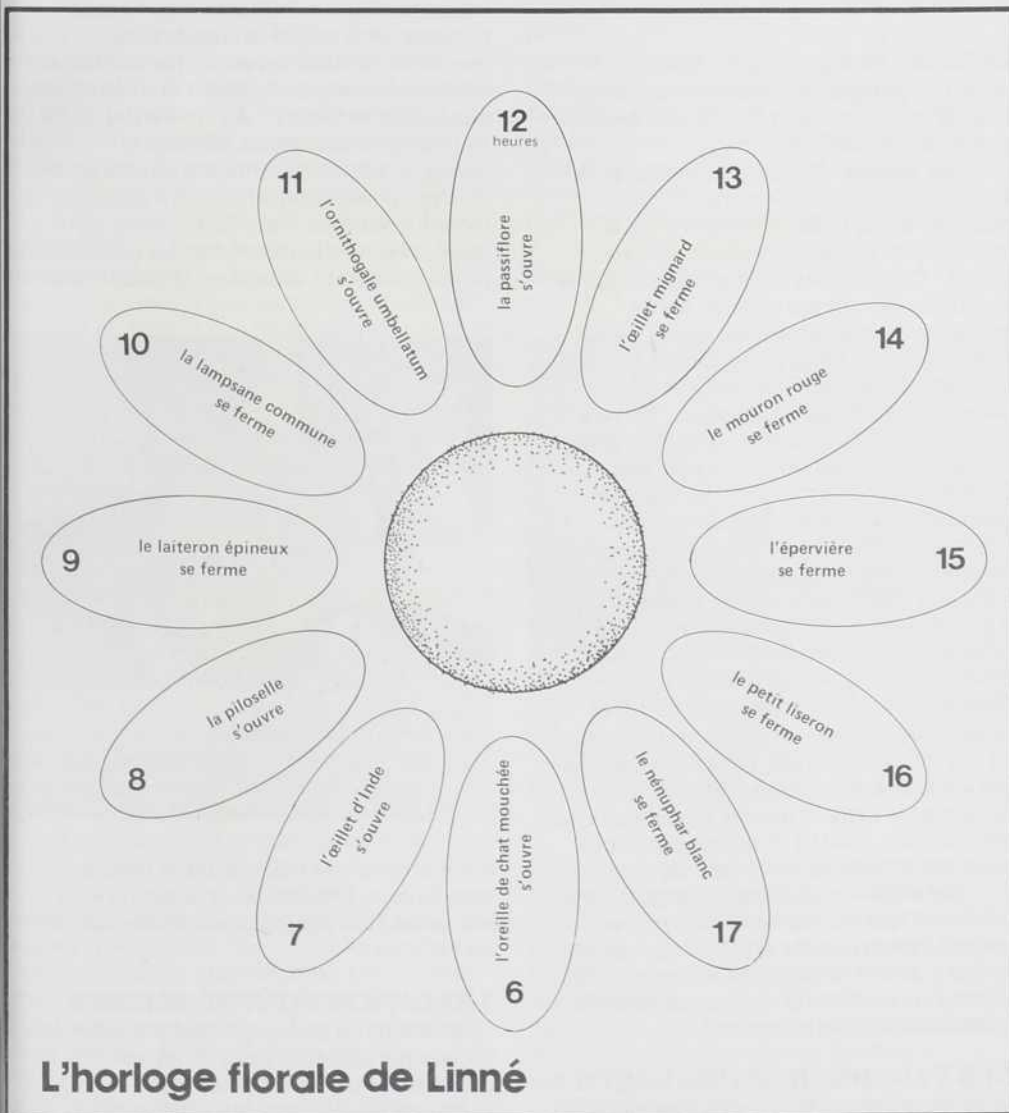 12
heures
la passiflore
s'ouvre
13
l'œillet mignard
se ferme
14
le mouron rouge
se ferme
15
l'épervière
se ferme
16
le petit liseron
se ferme
17
le nénuphar blanc
se ferme
6
l'oreille de chat mouchée
s'ouvre
7
l'œillet d'Inde
s'ouvre
8
la piloselle
s'ouvre
9
le laiteron épineux
se ferme
10
la lampsane commune
se ferme
11
l'ornithogale umbellatum
s'ouvre
L'horloge florale de Linné